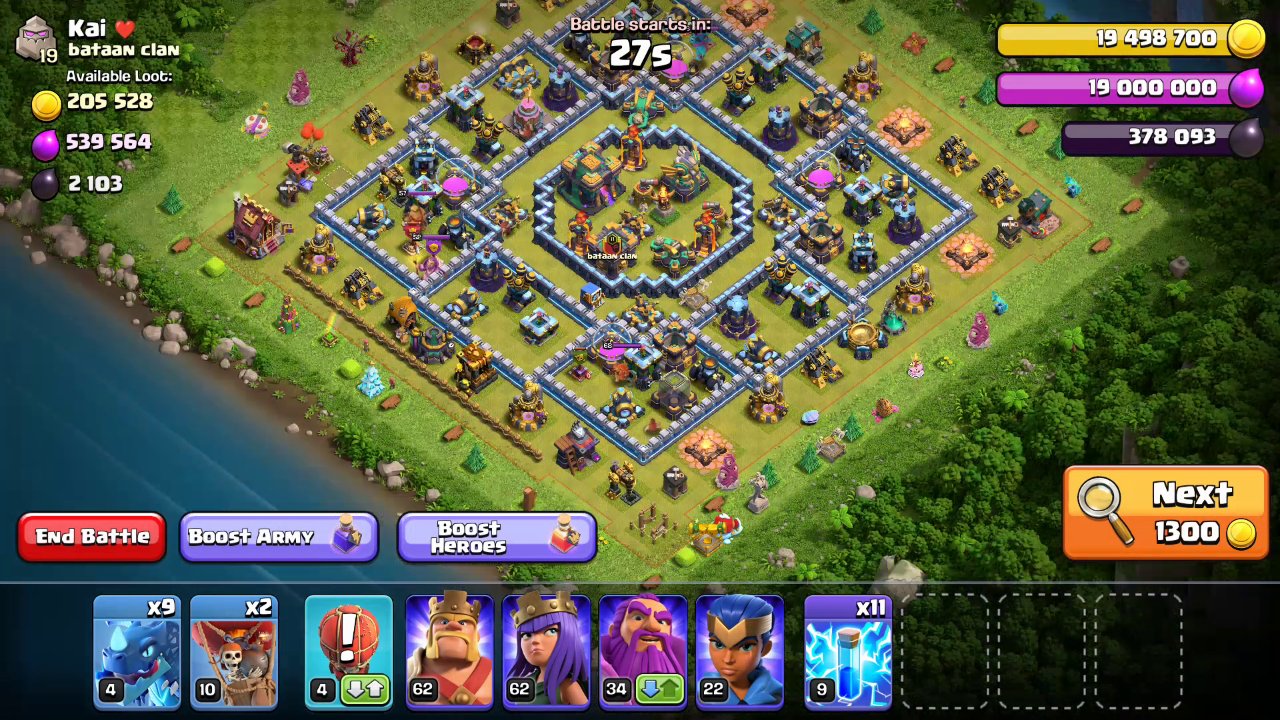 Kai
bataan clan
19
Available Loot:
205 528
539 564
2 103
Battle starts in:
27s
19 498 700
19 000 000
378 093
bataan clan
68
Next
1300
End Battle
Boost Army
Boost
Heroes
x9
x2
x11
4
10
4
62
62
34
22
9